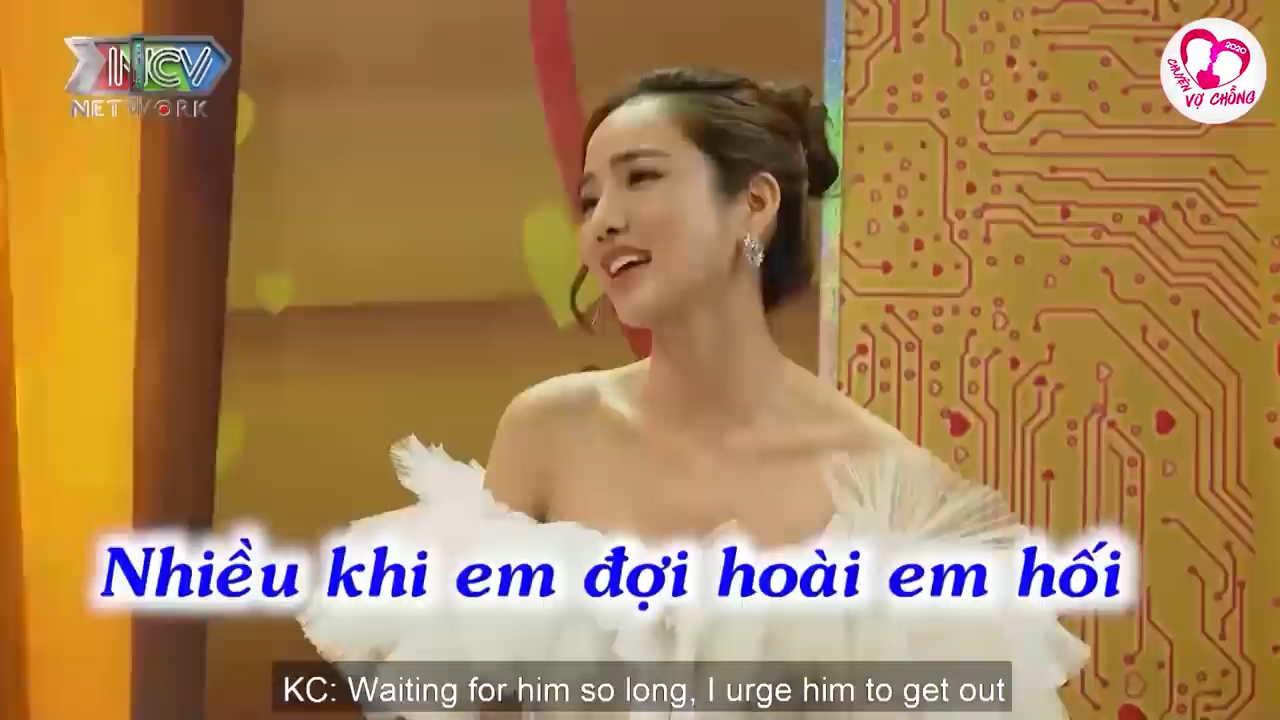 MCV
NETWORK
2020
CHUYỆN
VỢ CHỒNG
Nhiều khi em đợi hoài em hối
KC: Waiting for him so long, I urge him to get out